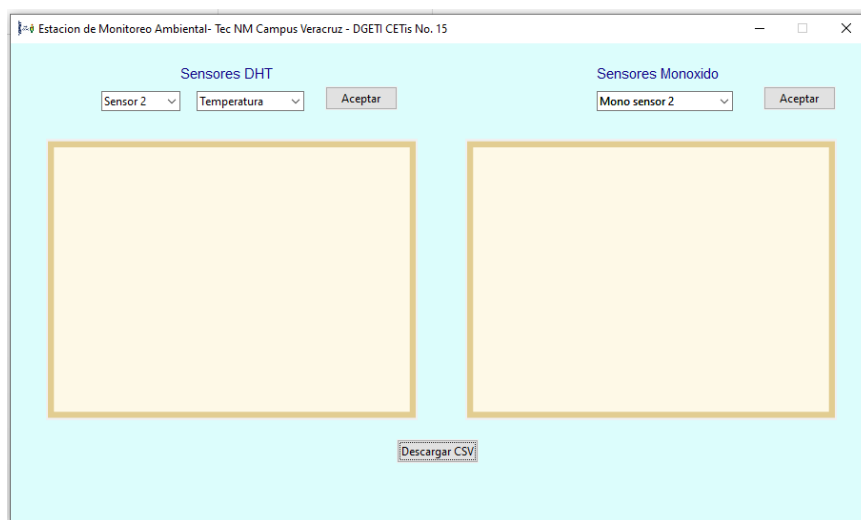 Estacion de Monitoreo Ambiental- Tec NM Campus Veracruz - DGETI CETis No. 15
Sensores DHT
Sensores Monoxido
Sensor 2
Temperatura
Aceptar
Mono sensor 2
Aceptar
Descargar CSV